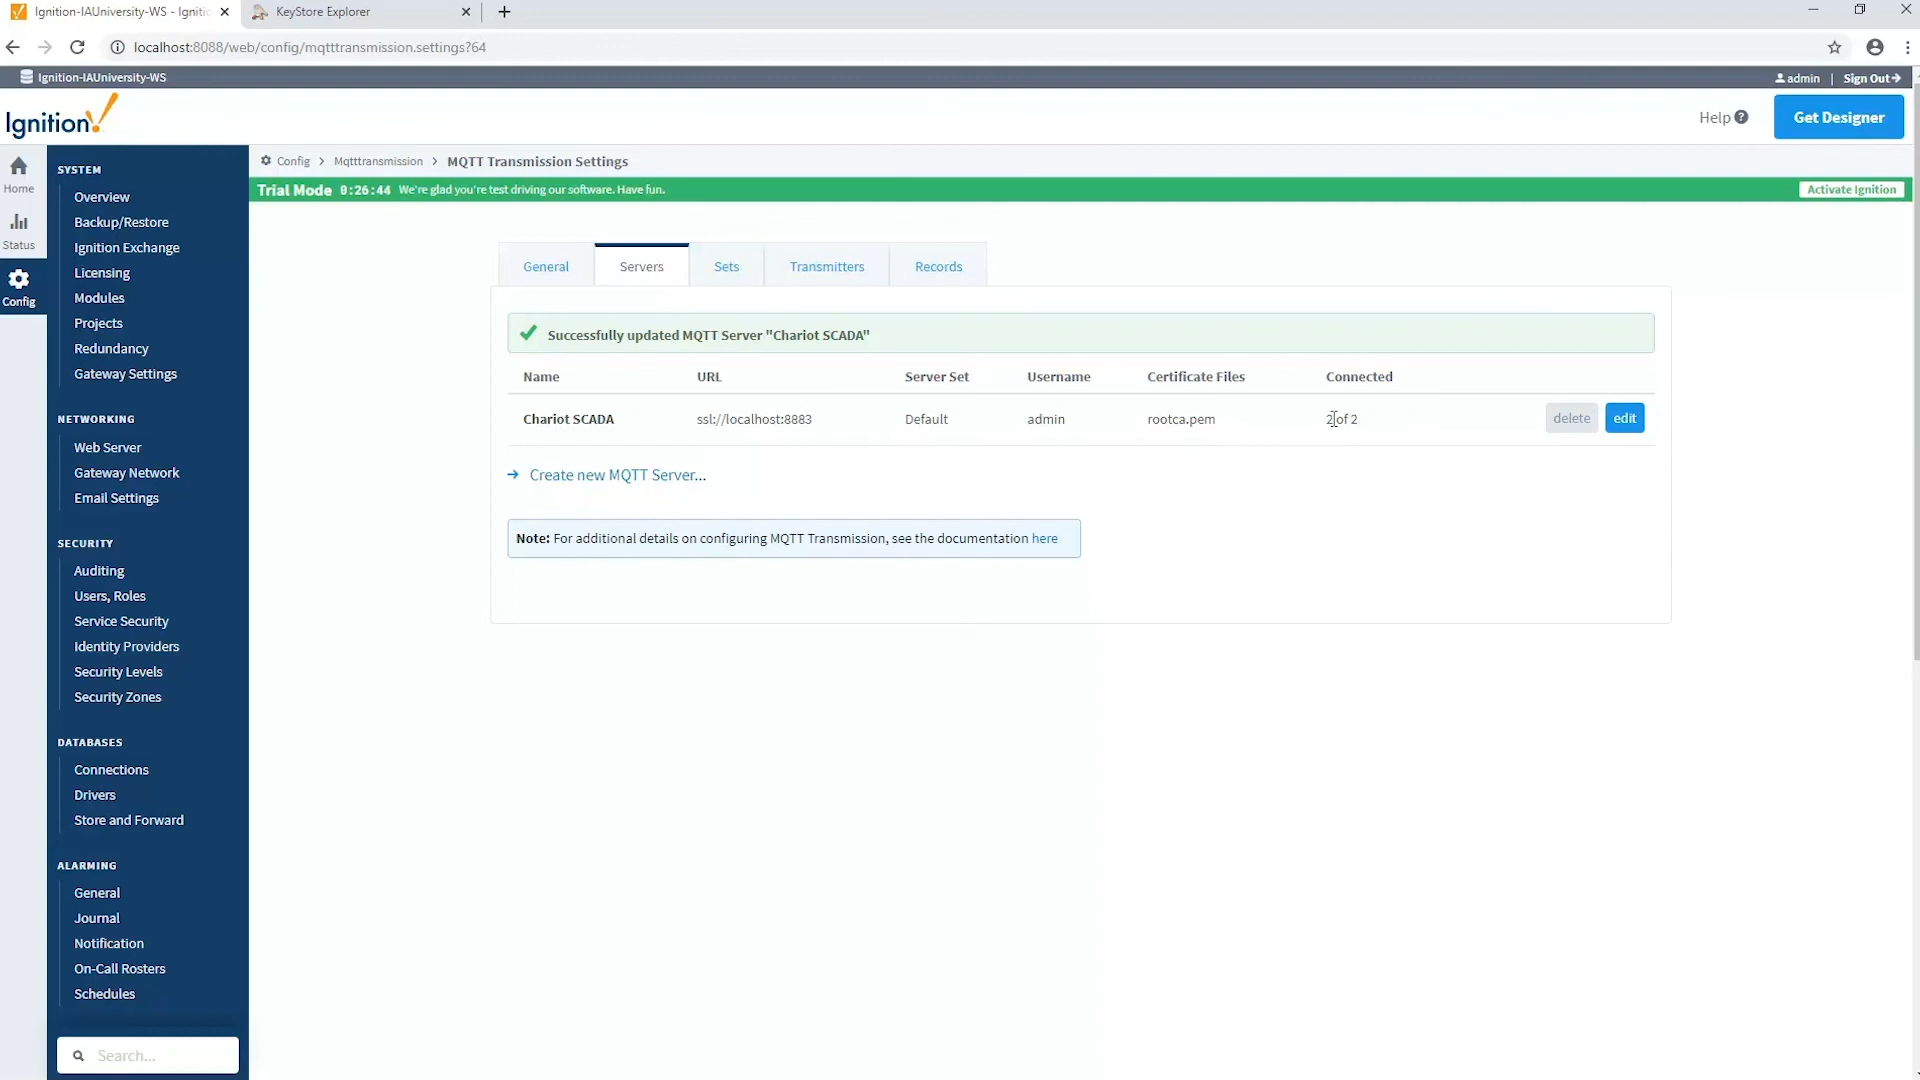 Ignition-IAUniversity-WS - Igniti
KeyStore Explorer
localhost:8088/web/config/mqtttransmission.settings?64
Ignition-IAUniversity-WS
admin | Sign Out
Ignition!
Help
Get Designer
Home
Status
Config
SYSTEM
Overview
Backup/Restore
Ignition Exchange
Licensing
Modules
Projects
Redundancy
Gateway Settings
NETWORKING
Web Server
Gateway Network
Email Settings
SECURITY
Auditing
Users, Roles
Service Security
Identity Providers
Security Levels
Security Zones
DATABASES
Connections
Drivers
Store and Forward
ALARMING
General
Journal
Notification
On-Call Rosters
Schedules
Search...
Config > Mqtttransmission > MQTT Transmission Settings
Trial Mode 0:26:44 We're glad you're test driving our software. Have fun.
Activate Ignition
General Servers Sets Transmitters Records
Successfully updated MQTT Server "Chariot SCADA"
Name URL Server Set Username Certificate Files Connected
Chariot SCADA ssl://localhost:8883 Default admin rootca.pem 2 of 2 delete edit
Create new MQTT Server...
Note: For additional details on configuring MQTT Transmission, see the documentation here